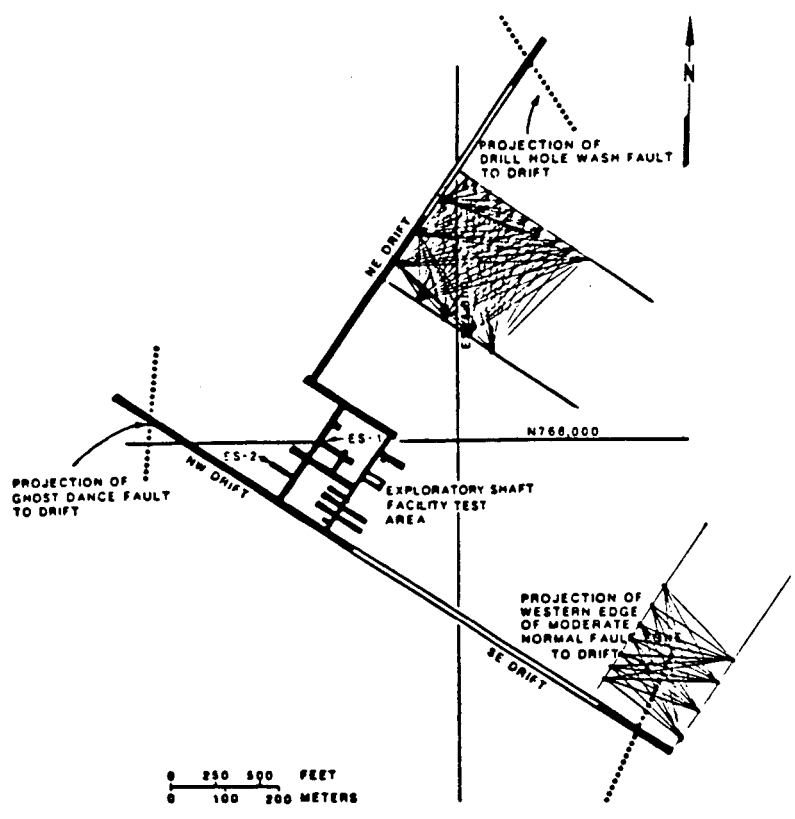 N
PROJECTION OF
DRILL HOLE WASH FAULT
TO DRIFT
NE DRIFT
N766,000
ES-1
ES-2
NW DRIFT
PROJECTION OF
GHOST DANCE FAULT
TO DRIFT
EXPLORATORY SHAFT
FACILITY TEST
AREA
PROJECTION OF
WESTERN EDGE
OF MODERATE
NORMAL FAULT ZONE
TO DRIFT
SE DRIFT
0 250 500 FEET
0 100 200 METERS